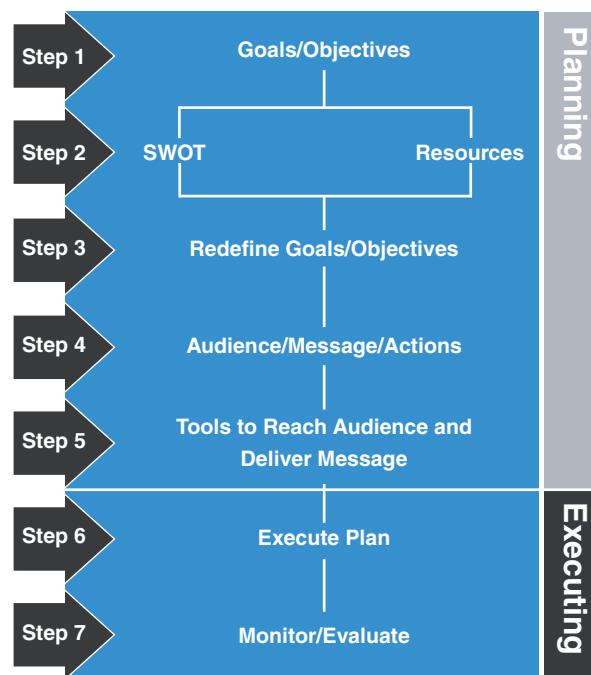 Step 1
Goals/Objectives
Step 2
SWOT
Resources
Step 3
Redefine Goals/Objectives
Step 4
Audience/Message/Actions
Step 5
Tools to Reach Audience and
Deliver Message
Planning
Step 6
Execute Plan
Step 7
Monitor/Evaluate
Executing